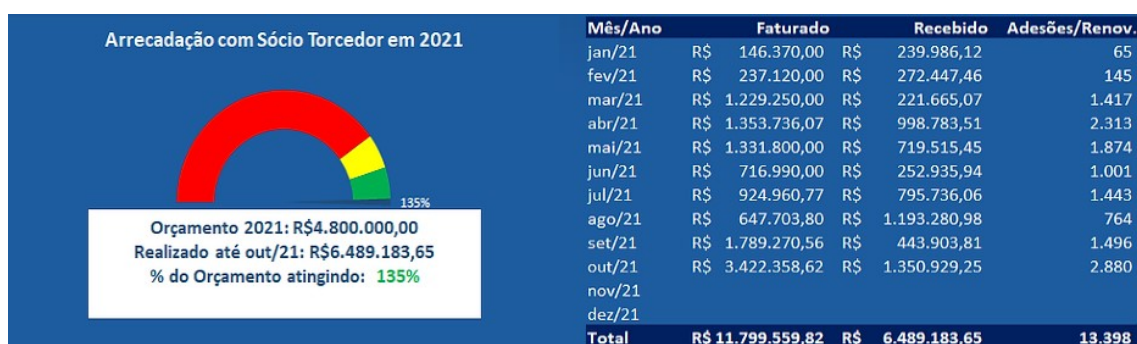 Arrecadação com Sócio Torcedor em 2021
135%
Orçamento 2021: R$4.800.000,00
Realizado até out/21: R$6.489.183,65
% do Orçamento atingindo: 135%
Mês/Ano Faturado Recebido Adesões/Renov.
jan/21 R$ 146.370,00 R$ 239.986,12 65
fev/21 R$ 237.120,00 R$ 272.447,46 145
mar/21 R$ 1.229.250,00 R$ 221.665,07 1.417
abr/21 R$ 1.353.736,07 R$ 998.783,51 2.313
mai/21 R$ 1.331.800,00 R$ 719.515,45 1.874
jun/21 R$ 716.990,00 R$ 252.935,94 1.001
jul/21 R$ 924.960,77 R$ 795.736,06 1.443
ago/21 R$ 647.703,80 R$ 1.193.280,98 764
set/21 R$ 1.789.270,56 R$ 443.903,81 1.496
out/21 R$ 3.422.358,62 R$ 1.350.929,25 2.880
nov/21
dez/21
Total R$ 11.799.559,82 R$ 6.489.183,65 13.398